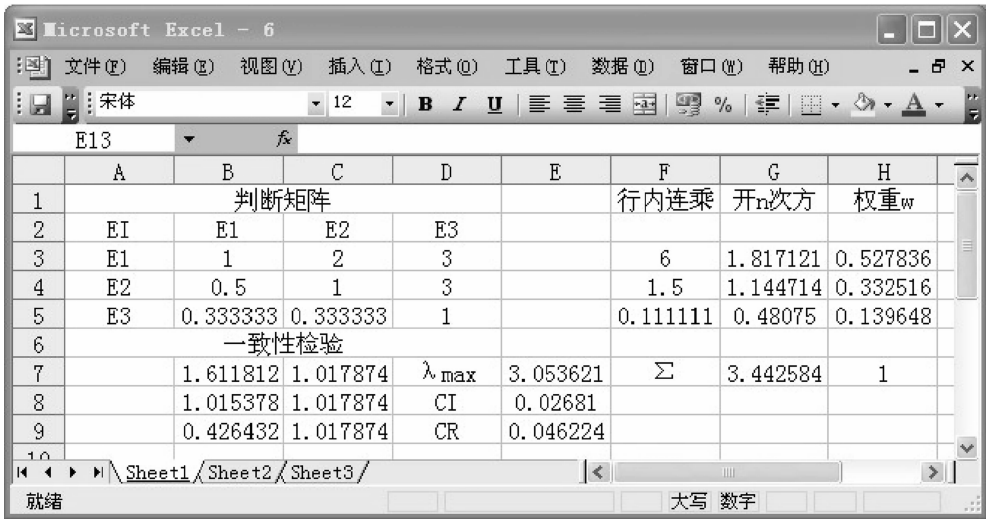 Microsoft Excel - 6
文件(F) 编辑(E) 视图(V) 插入(I) 格式(O) 工具(T) 数据(D) 窗口(W) 帮助(H)
宋体 12 B I U % A
E13 fx
A B C D E F G H
1 判断矩阵 行内连乘 开n次方 权重w
2 EI E1 E2 E3
3 E1 1 2 3 6 1.817121 0.527836
4 E2 0.5 1 3 1.5 1.144714 0.332516
5 E3 0.333333 0.333333 1 0.111111 0.48075 0.139648
6 一致性检验
7 1.611812 1.017874 λmax 3.053621 Σ 3.442584 1
8 1.015378 1.017874 CI 0.02681
9 0.426432 1.017874 CR 0.046224
10
Sheet1 Sheet2 Sheet3
就绪 大写 数字